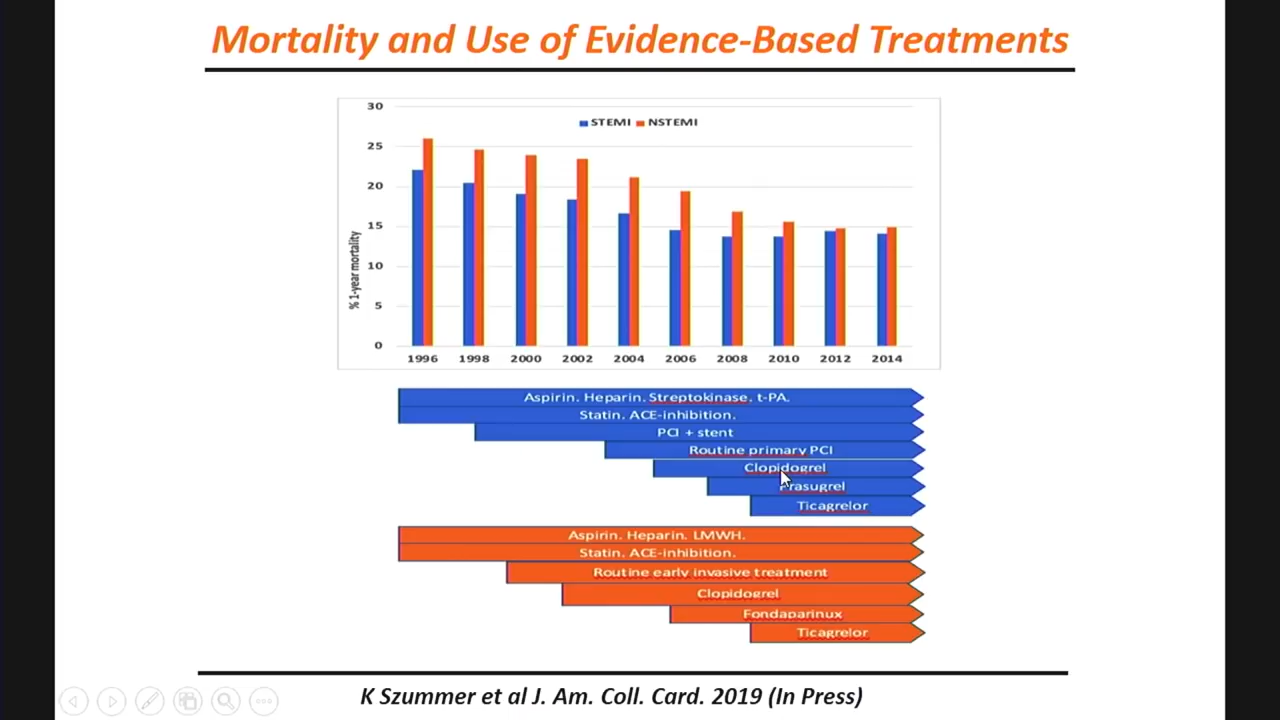 Mortality and Use of Evidence-Based Treatments
30
STEMI NSTEMI
25
20
15
10
5
0
% 1-year mortality
1996 1998 2000 2002 2004 2006 2008 2010 2012 2014
Aspirin. Heparin. Streptokinase. t-PA.
Statin. ACE-inhibition.
PCI + stent
Routine primary PCI
Clopidogrel
Prasugrel
Ticagrelor
Aspirin. Heparin. LMWH.
Statin. ACE-inhibition.
Routine early invasive treatment
Clopidogrel
Fondaparinux
Ticagrelor
K Szummer et al J. Am. Coll. Card. 2019 (In Press)